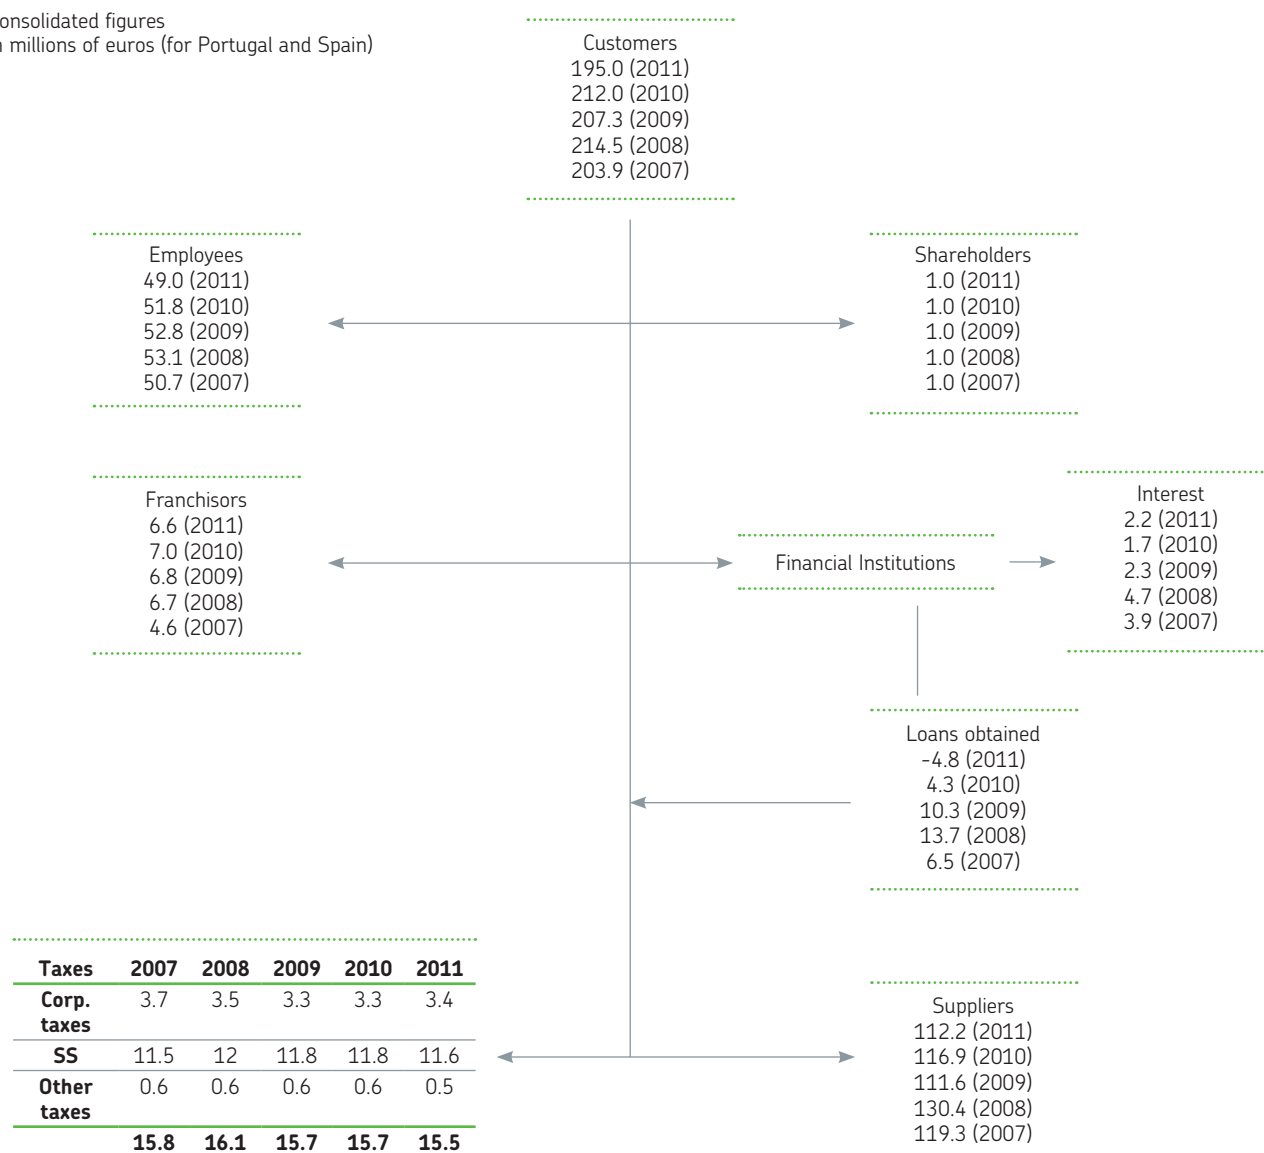 onsolidated figures
millions of euros (for Portugal and Spain)
Customers
195.0 (2011)
212.0 (2010)
207.3 (2009)
214.5 (2008)
203.9 (2007)
Employees
49.0 (2011)
51.8 (2010)
52.8 (2009)
53.1 (2008)
50.7 (2007)
Shareholders
1.0 (2011)
1.0 (2010)
1.0 (2009)
1.0 (2008)
1.0 (2007)
Franchisors
6.6 (2011)
7.0 (2010)
6.8 (2009)
6.7 (2008)
4.6 (2007)
Financial Institutions
Interest
2.2 (2011)
1.7 (2010)
2.3 (2009)
4.7 (2008)
3.9 (2007)
Loans obtained
-4.8 (2011)
4.3 (2010)
10.3 (2009)
13.7 (2008)
6.5 (2007)
Taxes 2007 2008 2009 2010 2011
Corp. 3.7 3.5 3.3 3.3 3.4
taxes
SS 11.5 12 11.8 11.8 11.6
Other 0.6 0.6 0.6 0.6 0.5
taxes
15.8 16.1 15.7 15.7 15.5
Suppliers
112.2 (2011)
116.9 (2010)
111.6 (2009)
130.4 (2008)
119.3 (2007)